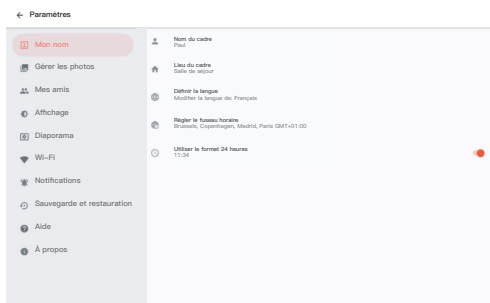 Paramètres
Mon nom
Gérer les photos
Mes amis
Affichage
Diaporama
Wi-Fi
Notifications
Sauvegarde et restauration
Aide
À propos
Nom du cadre
Paul
Lieu du cadre
Salle de séjour
Définir la langue
Modifier la langue de: Français
Régler le fuseau horaire
Brussels, Copenhagen, Madrid, Paris GMT+01:00
Utiliser le format 24 heures
11:34